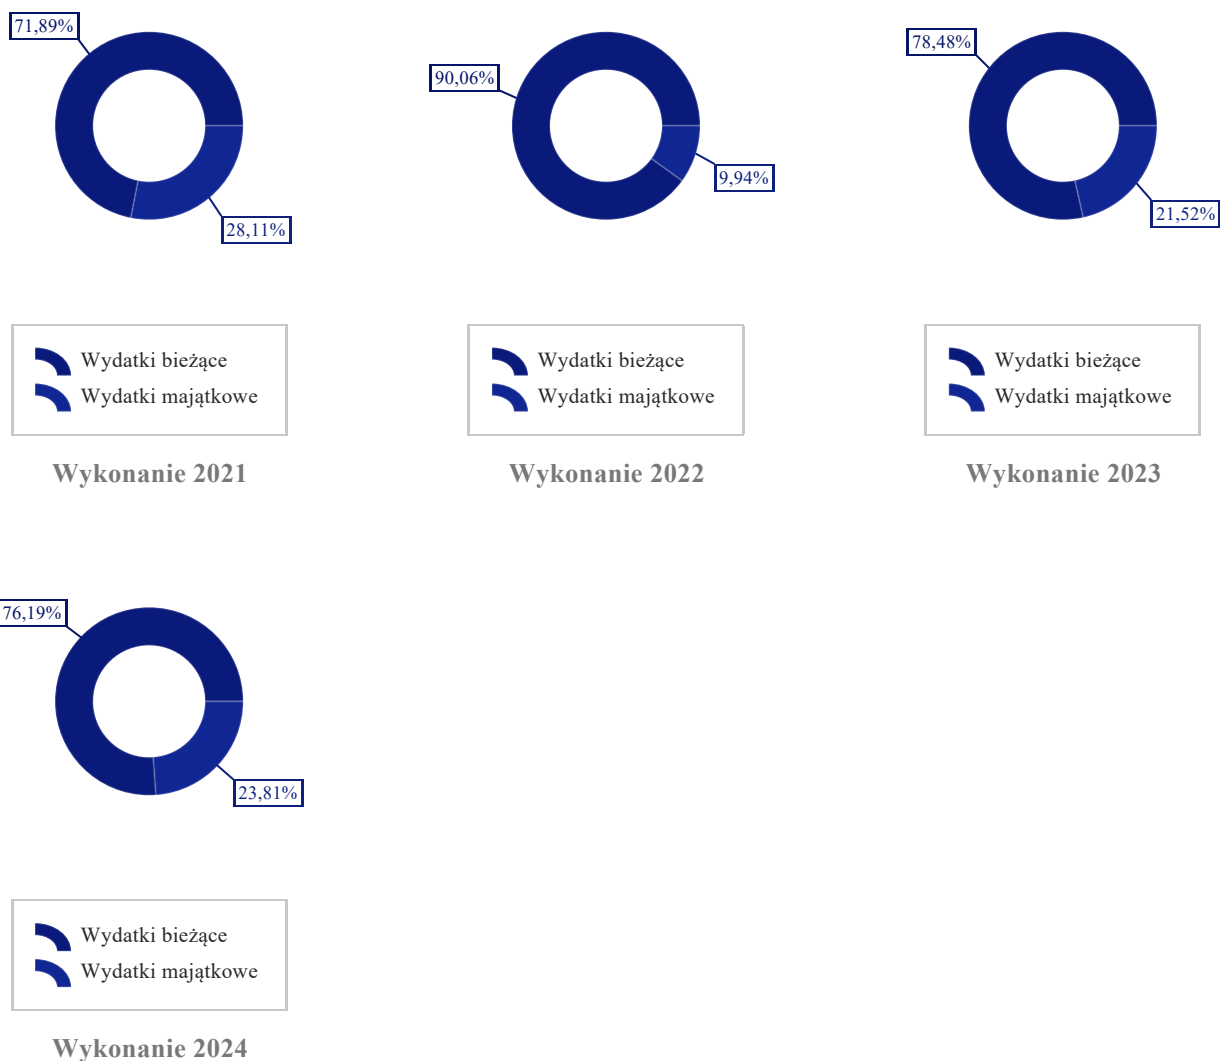 71,89%
28,11%
Wydatki bieżące
Wydatki majątkowe
Wykonanie 2021
90,06%
9,94%
Wydatki bieżące
Wydatki majątkowe
Wykonanie 2022
78,48%
21,52%
Wydatki bieżące
Wydatki majątkowe
Wykonanie 2023
76,19%
23,81%
Wydatki bieżące
Wydatki majątkowe
Wykonanie 2024